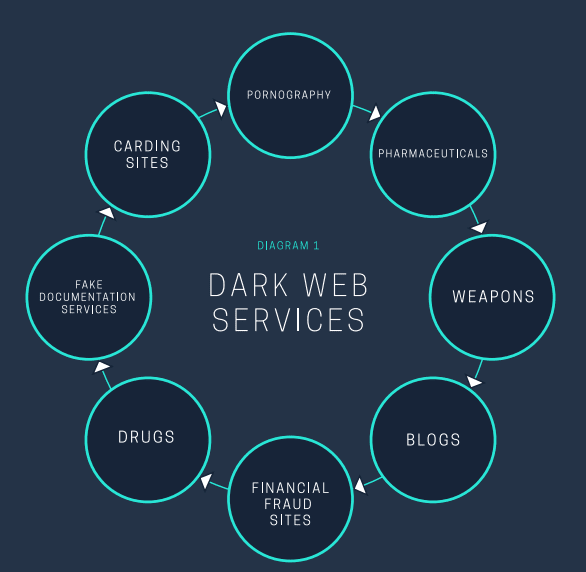 DIAGRAM 1
DARK WEB
SERVICES
PORNOGRAPHY
PHARMACEUTICALS
WEAPONS
BLOGS
FINANCIAL
FRAUD
SITES
DRUGS
FAKE
DOCUMENTATION
SERVICES
CARDING
SITES